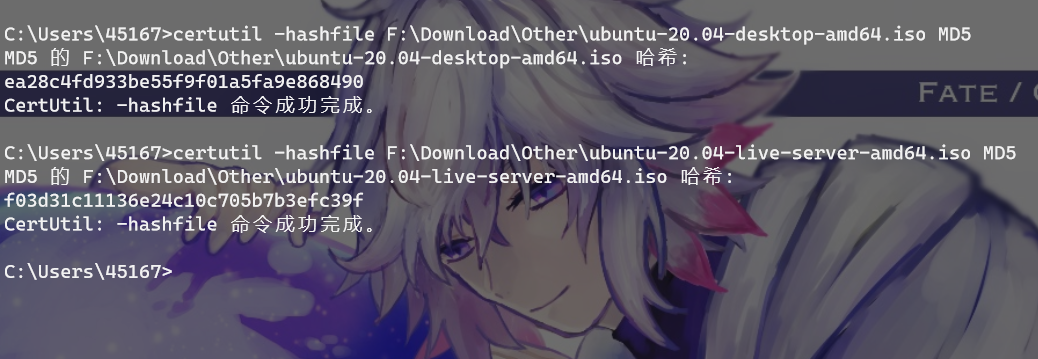 C:\Users\45167>certutil -hashfile F:\Download\Other\ubuntu-20.04-desktop-amd64.iso MD5
MD5 的 F:\Download\Other\ubuntu-20.04-desktop-amd64.iso 哈希:
ea28c4fd933be55f9f01a5fa9e868490
CertUtil: -hashfile 命令成功完成。
FATE /
C:\Users\45167>certutil -hashfile F:\Download\Other\ubuntu-20.04-live-server-amd64.iso MD5
MD5 的 F:\Download\Other\ubuntu-20.04-live-server-amd64.iso 哈希:
f03d31c11136e24c10c705b7b3efc39f
CertUtil: -hashfile 命令成功完成。
C:\Users\45167>